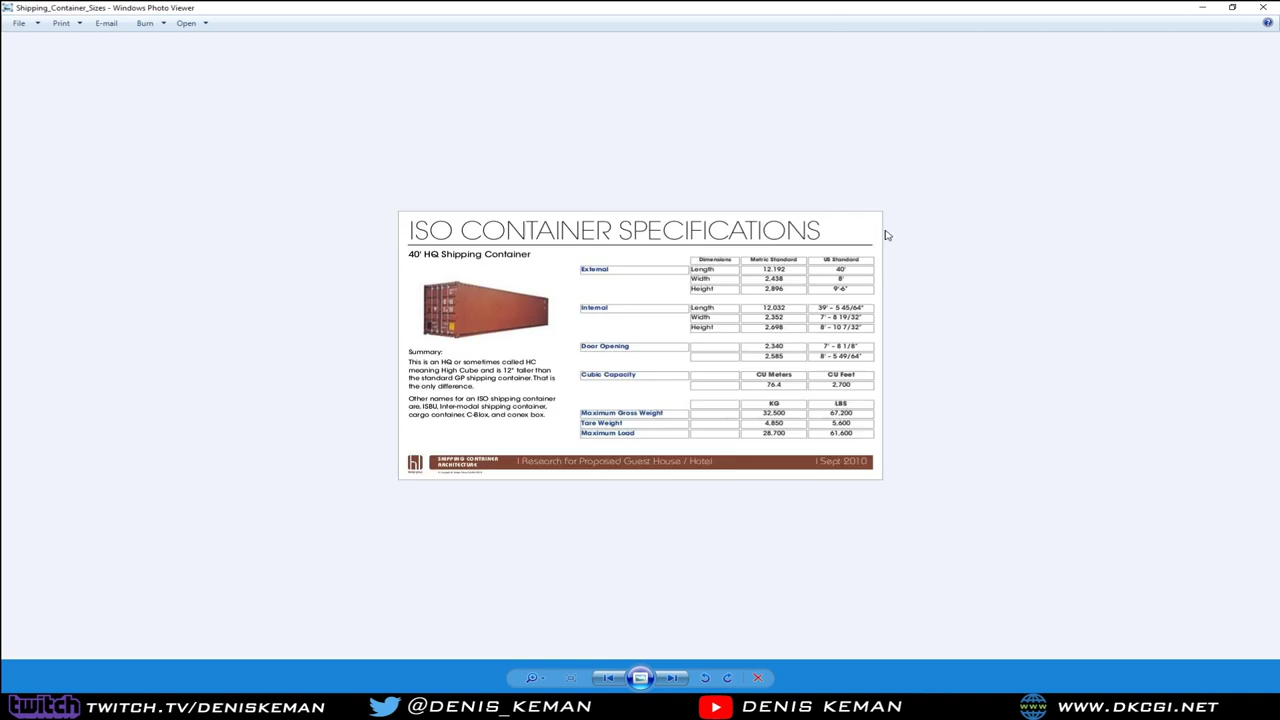 Shipping_Container_Sizes - Windows Photo Viewer
File Print E-mail Burn Open
ISO CONTAINER SPECIFICATIONS
40' HQ Shipping Container
Dimensions Metric Standard US Standard
External Length 12.192 40'
Width 2,438 8'
Height 2,896 9'-6"
Internal Length 12,032 39' - 5 45/64"
Width 2,352 7' - 8 19/32"
Height 2,698 8' - 10 7/32"
Door Opening 2,340 7' - 8 1/8"
2,585 8' - 5 49/64"
Cubic Capacity CU Meters CU Feet
76.4 2,700
KG LBS
Maximum Gross Weight 32,500 67,200
Tare Weight 4,850 5,600
Maximum Load 28,700 61,600
Summary:
This is an HQ or sometimes called HC
meaning High Cube and is 12" taller than
the standard GP shipping container. That is
the only difference.
Other names for an ISO shipping container
are, ISBU, Inter-modal shipping container,
cargo container, C-Blox, and conex box.
SHIPPING CONTAINER
ARCHITECTURE
| Research for Proposed Guest House / Hotel
| Sept 2010
twitch TWITCH.TV/DENISKEMAN @DENIS_KEMAN DENIS KEMAN WWW.DKCGI.NET